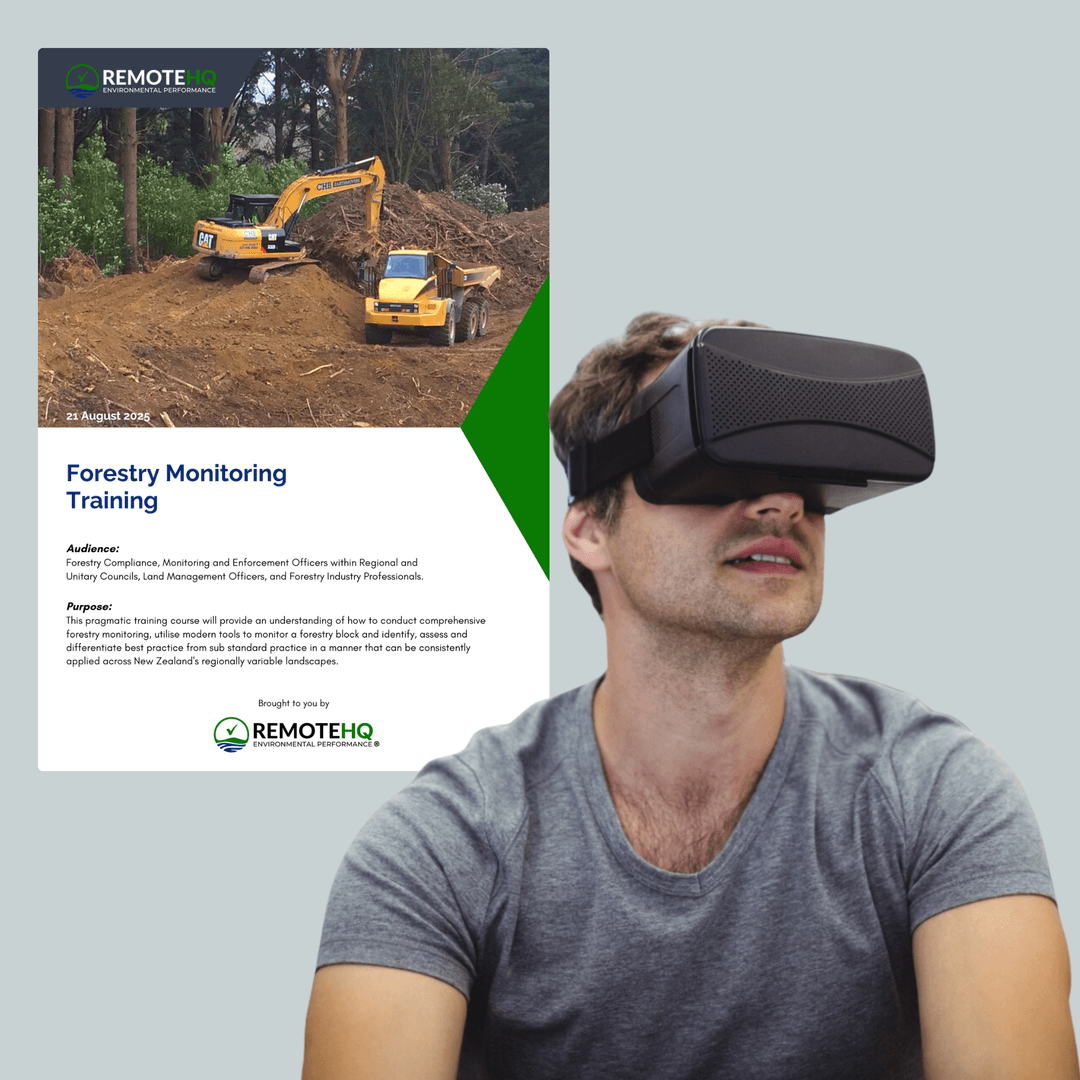 REMOTEHQ
ENVIRONMENTAL PERFORMANCE
CHB EARTHMOVERS
CHB
CAT
CAT
21 August 2025
Forestry Monitoring
Training
Audience:
Forestry Compliance, Monitoring and Enforcement Officers within Regional and
Unitary Councils, Land Management Officers, and Forestry Industry Professionals.
Purpose:
This pragmatic training course will provide an understanding of how to conduct comprehensive
forestry monitoring, utilise modern tools to monitor a forestry block and identify, assess and
differentiate best practice from sub standard practice in a manner that can be consistently
applied across New Zealand's regionally variable landscapes.
Brought to you by
REMOTEHQ
ENVIRONMENTAL PERFORMANCE ®